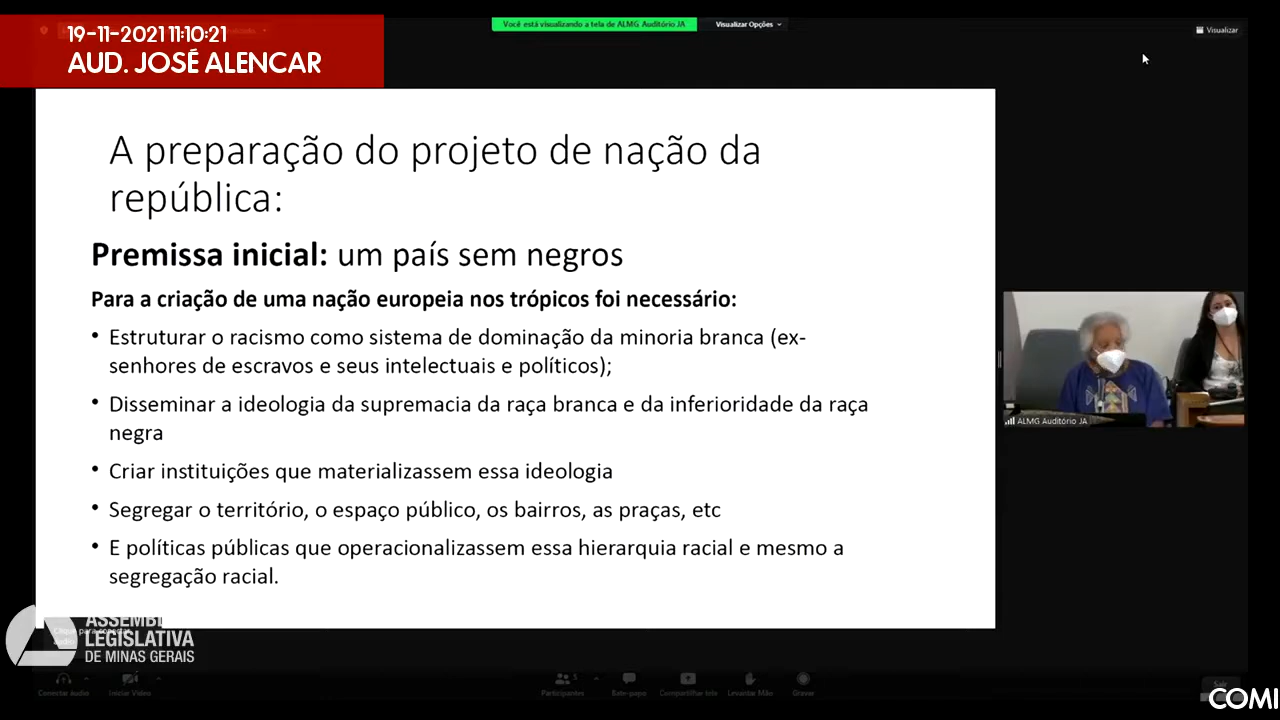 19-11-2021 11:10:21
AUD. JOSÉ ALENCAR
Você está visualizando a tela de ALMG Auditório JA
Visualizar Opções
Visualizar
A preparação do projeto de nação da
república:
Premissa inicial: um país sem negros
Para a criação de uma nação europeia nos trópicos foi necessário:
• Estruturar o racismo como sistema de dominação da minoria branca (ex-
senhores de escravos e seus intelectuais e políticos);
• Disseminar a ideologia da supremacia da raça branca e da inferioridade da raça
negra
• Criar instituições que materializassem essa ideologia
• Segregar o território, o espaço público, os bairros, as praças, etc
• E políticas públicas que operacionalizassem essa hierarquia racial e mesmo a
segregação racial.
ALMG Auditório JA
ASSEMBL
LEGISLATIVA
DE MINAS GERAIS
Conectar áudio
Iniciar Vídeo
Participantes
5
Bate-papo
Compartilhar tela
Levantar Mão
Gravar
Sair
COMI